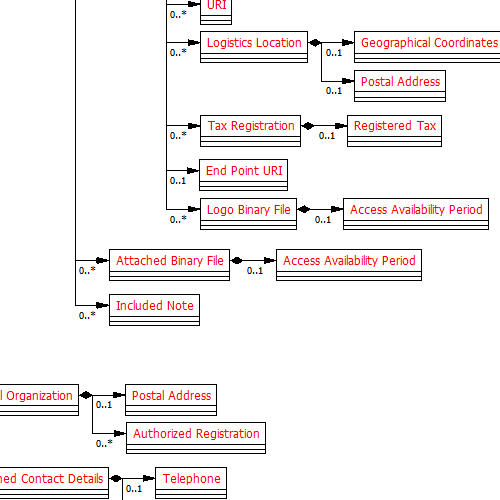 URI
0..*
Logistics Location
Geographical Coordinates
0..*
0..1
Postal Address
0..1
Tax Registration
Registered Tax
0..*
0..1
End Point URI
0..1
Logo Binary File
Access Availability Period
0..*
0..1
Attached Binary File
Access Availability Period
0..*
0..1
Included Note
0..*
Organization
Postal Address
0..1
Authorized Registration
0..*
Contact Details
Telephone
0..1